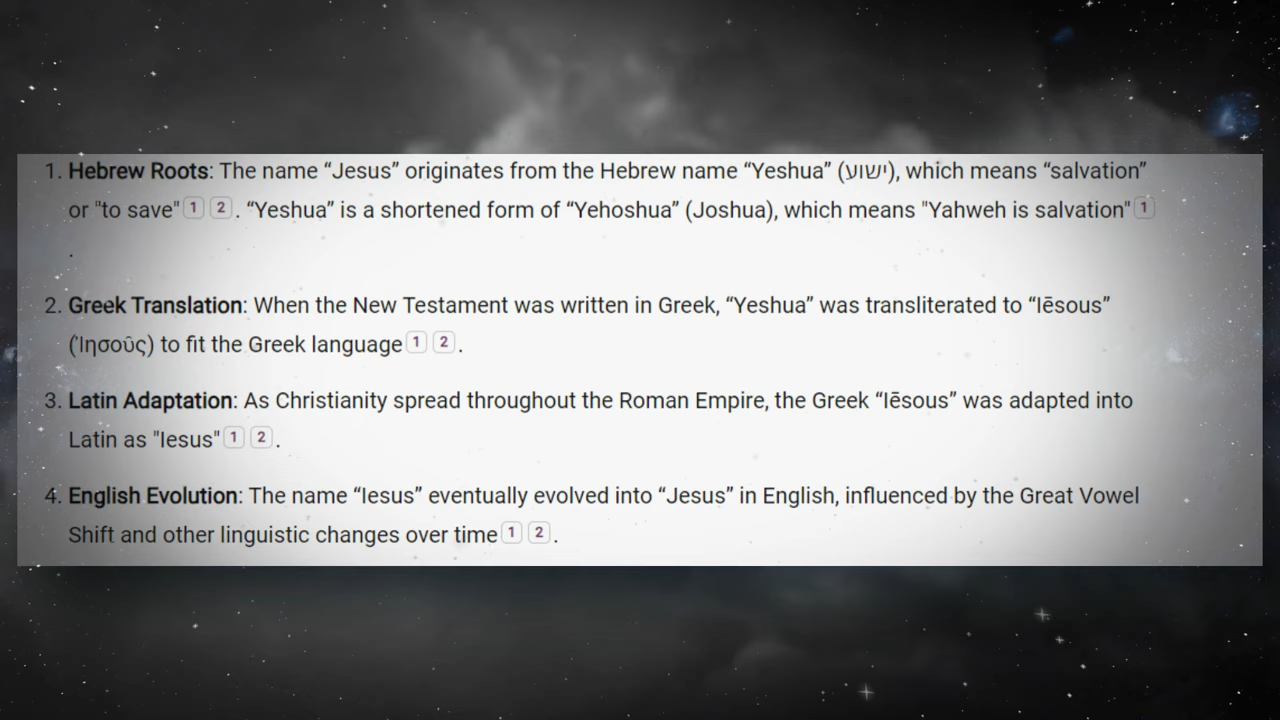 1. Hebrew Roots: The name “Jesus” originates from the Hebrew name “Yeshua” (ישוע), which means “salvation”
or "to save" 1 2 . “Yeshua” is a shortened form of “Yehoshua” (Joshua), which means "Yahweh is salvation" 1
.
2. Greek Translation: When the New Testament was written in Greek, “Yeshua” was transliterated to “Iēsous”
(Ἰησοῦς) to fit the Greek language 1 2 .
3. Latin Adaptation: As Christianity spread throughout the Roman Empire, the Greek “Iēsous” was adapted into
Latin as "Iesus" 1 2 .
4. English Evolution: The name “Iesus” eventually evolved into “Jesus” in English, influenced by the Great Vowel
Shift and other linguistic changes over time 1 2 .